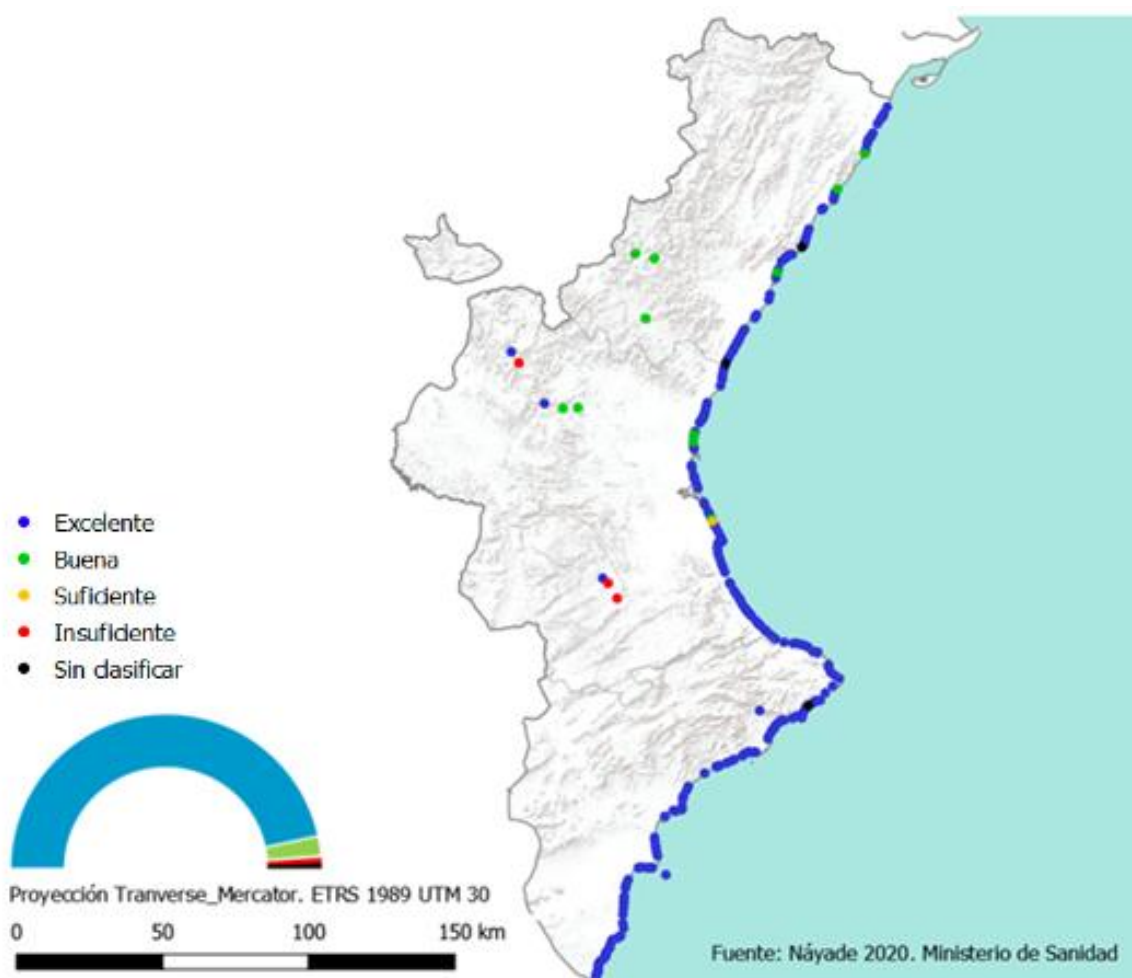 Excelente
Buena
Suficiente
Insuficiente
Sin clasificar
Proyección Tranverse_Mercator. ETRS 1989 UTM 30
0 50 100 150 km
Fuente: Náyade 2020. Ministerio de Sanidad